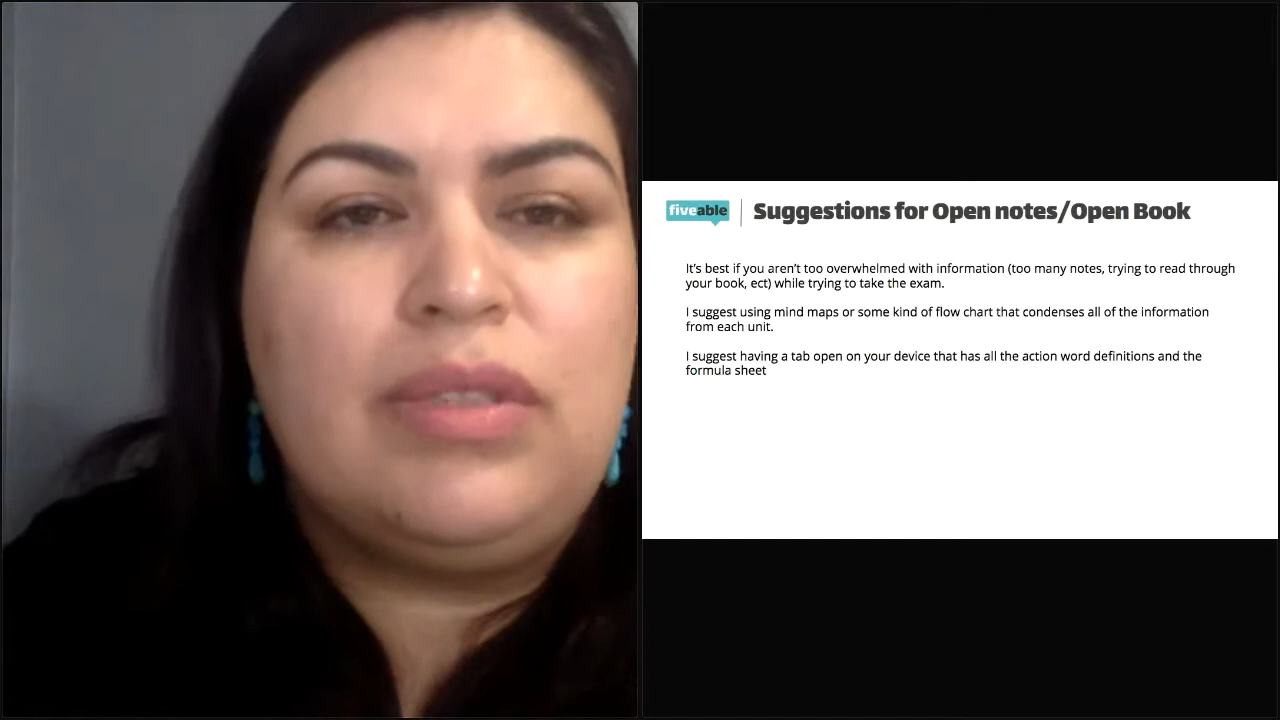 fiveable
Suggestions for Open notes/Open Book
It's best if you aren't too overwhelmed with information (too many notes, trying to read through
your book, ect) while trying to take the exam.
I suggest using mind maps or some kind of flow chart that condenses all of the information
from each unit.
I suggest having a tab open on your device that has all the action word definitions and the
formula sheet